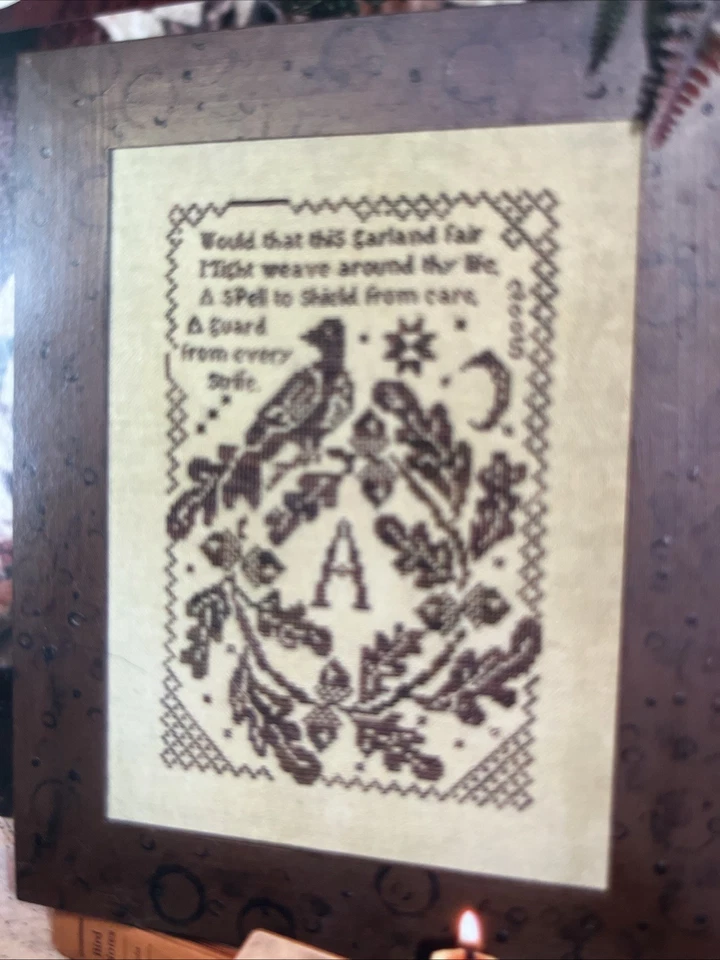 Would that this garland fair
Might weave around thy life,
A spell to shield from care,
A guard
from every
strife.
2005
A